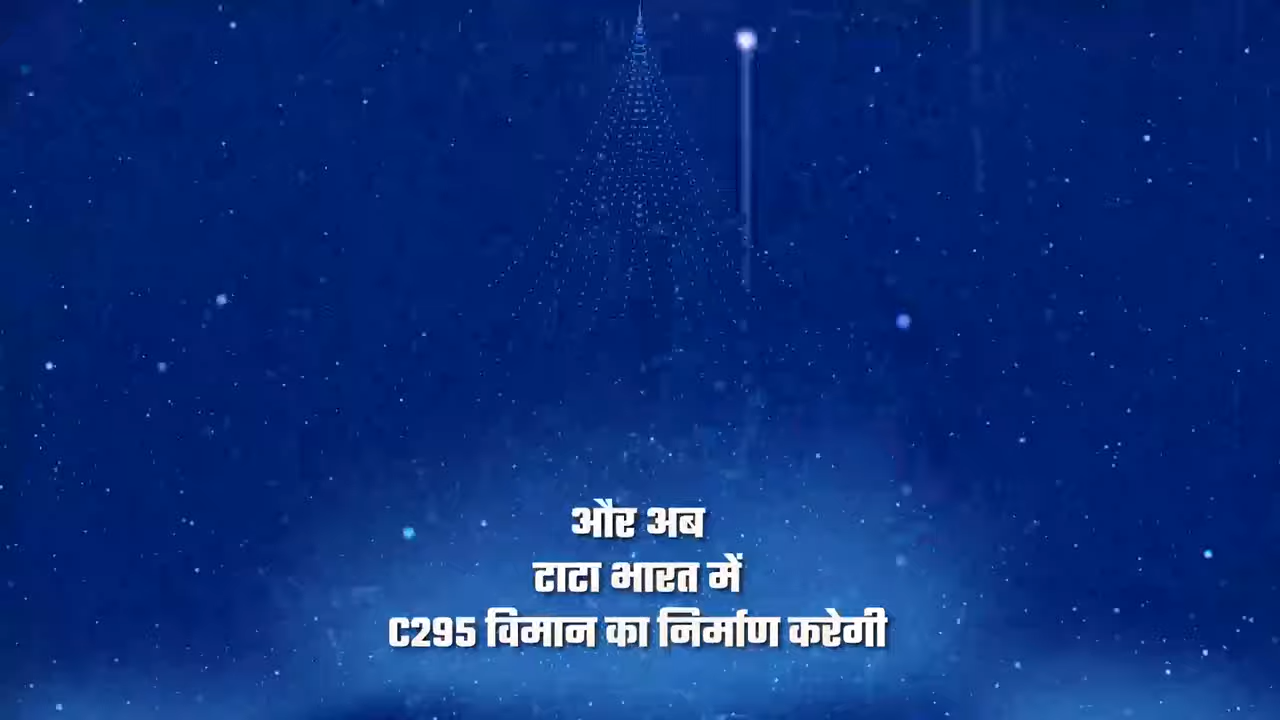 और अब
टाटा भारत में
C295 विमान का निर्माण करेगी